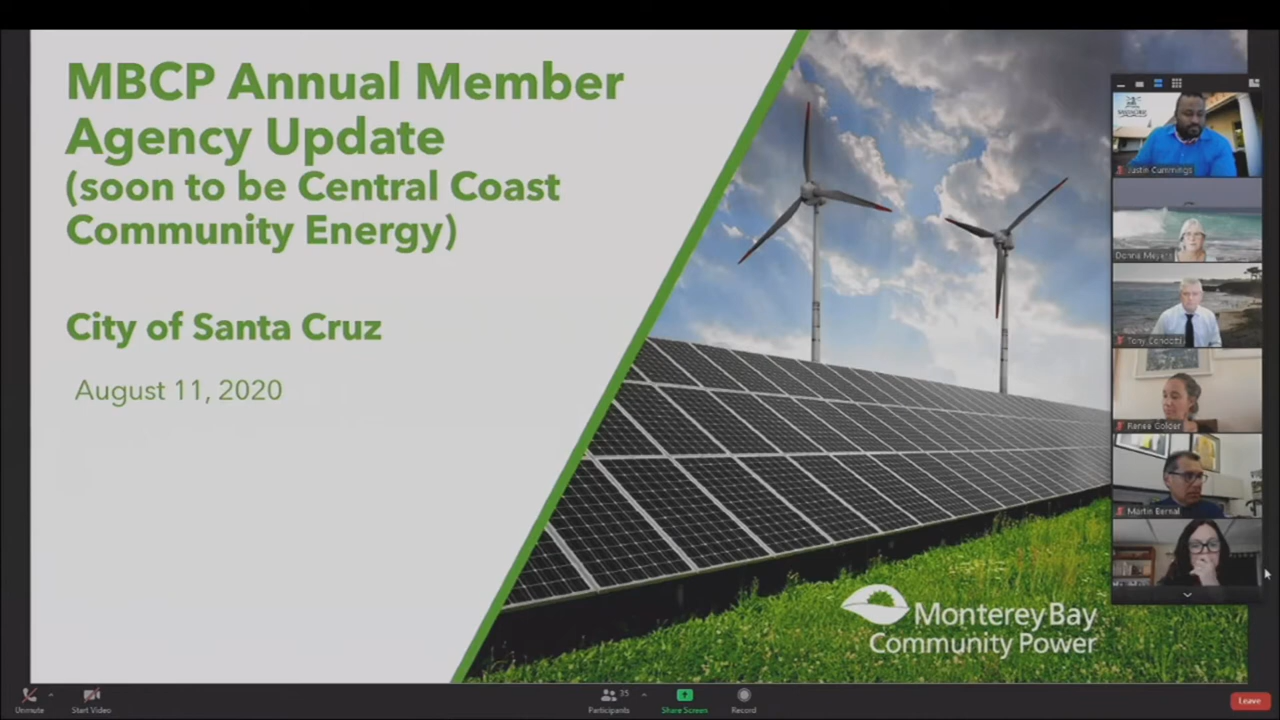 MBCP Annual Member
Agency Update
(soon to be Central Coast
Community Energy)
City of Santa Cruz
August 11, 2020
Monterey Bay
Community Power
Justin Cummings
Donna Meyers
Tony Condotti
Renee Golder
Martin Bernal
Unmute
Start Video
Participants
35
Share Screen
Record
Leave